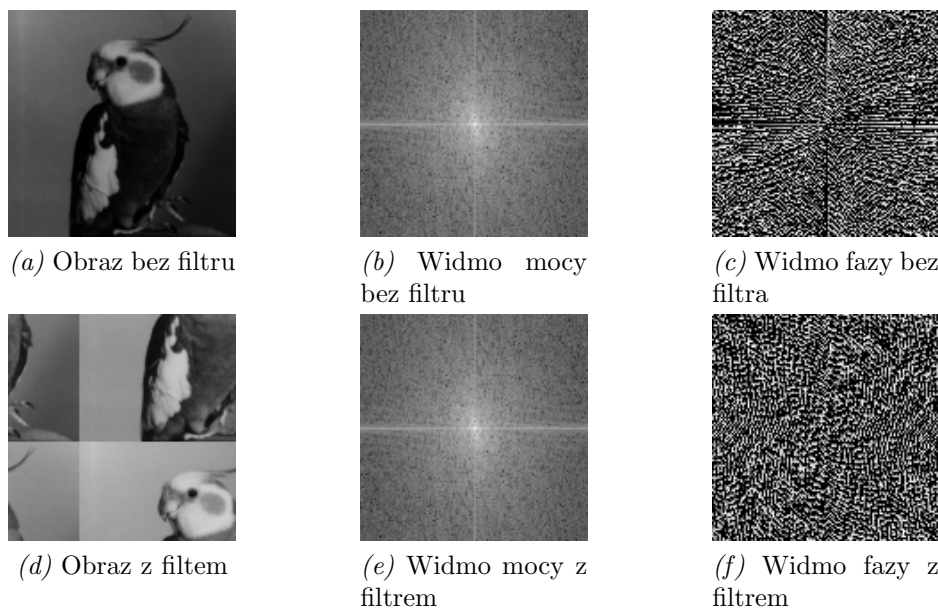 (a) Obraz bez filtru
(b) Widmo mocy
bez filtru
(c) Widmo fazy bez
filtra
(d) Obraz z filtem
(e) Widmo mocy z
filtrem
(f) Widmo fazy z
filtrem